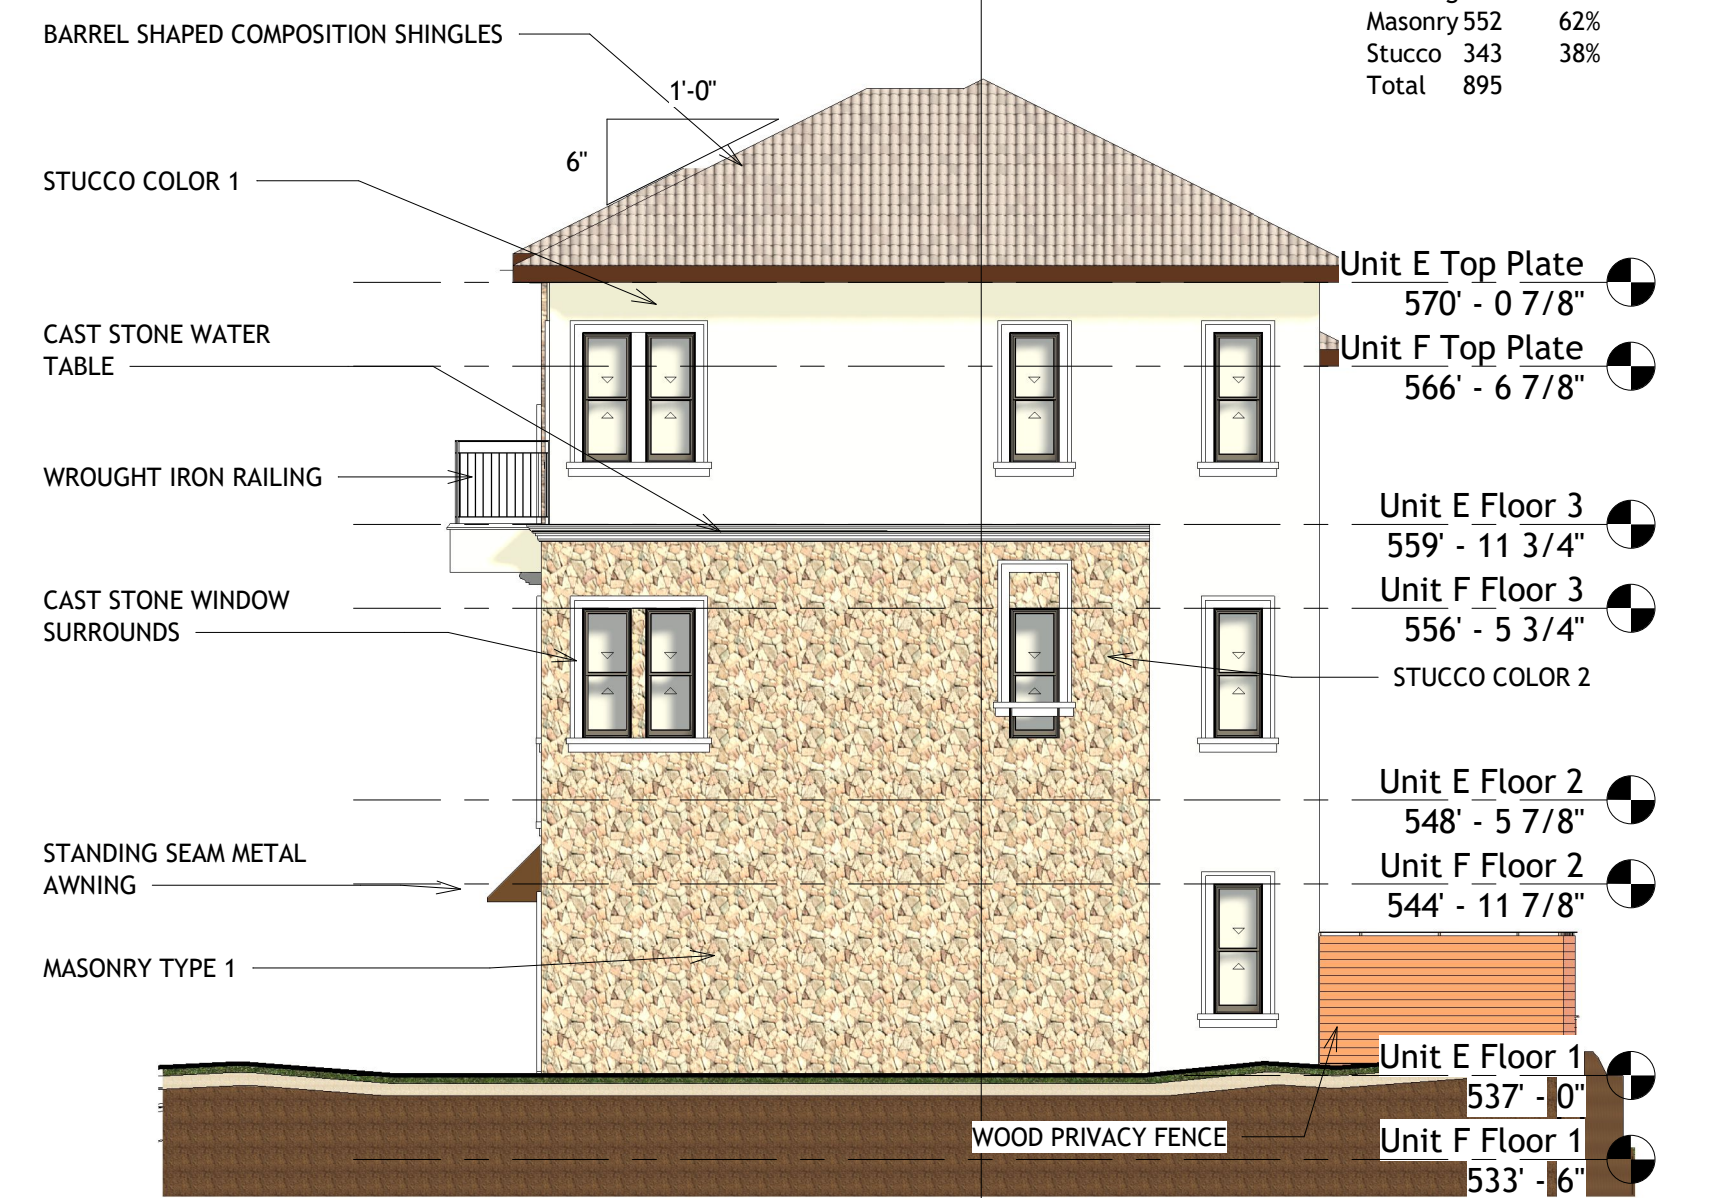 Masonry 552 62%
Stucco 343 38%
Total 895
BARREL SHAPED COMPOSITION SHINGLES
1'-0"
6"
STUCCO COLOR 1
CAST STONE WATER
TABLE
WROUGHT IRON RAILING
CAST STONE WINDOW
SURROUNDS
STANDING SEAM METAL
AWNING
MASONRY TYPE 1
Unit E Top Plate
570' - 0 7/8"
Unit F Top Plate
566' - 6 7/8"
Unit E Floor 3
559' - 11 3/4"
Unit F Floor 3
556' - 5 3/4"
STUCCO COLOR 2
Unit E Floor 2
548' - 5 7/8"
Unit F Floor 2
544' - 11 7/8"
Unit E Floor 1
537' - 0"
WOOD PRIVACY FENCE
Unit F Floor 1
533' - 6"